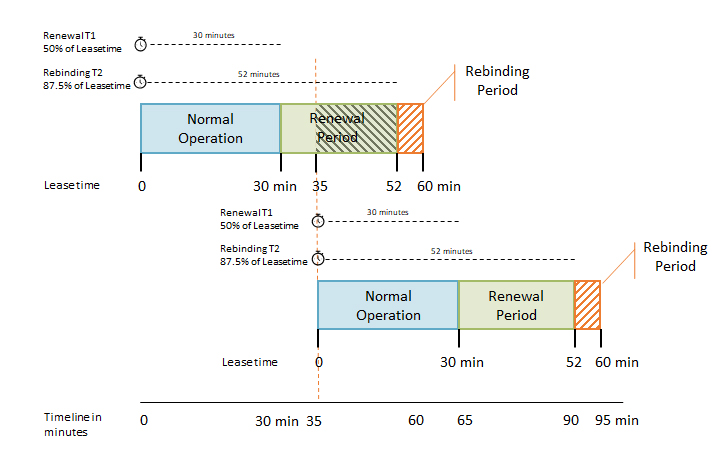 Renewal T1
50% of Leasetime
30 minutes
Rebinding T2
87.5% of Leasetime
52 minutes
Rebinding
Period
Normal
Operation
Renewal
Period
Leasetime
0
30 min
35
52
60 min
Renewal T1
50% of Leasetime
30 minutes
Rebinding T2
87.5% of Leasetime
52 minutes
Rebinding
Period
Normal
Operation
Renewal
Period
Leasetime
0
30 min
52
60 min
Timeline in
minutes
0
30 min
35
60
65
90
95 min